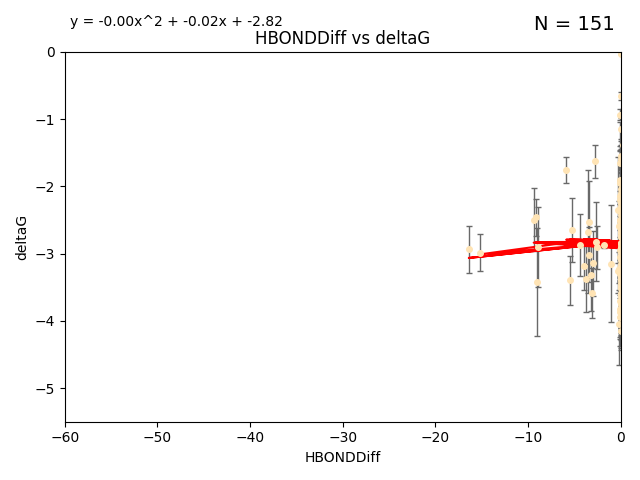 y = -0.00x^2 + -0.02x + -2.82
N = 151
HBONDDiff vs deltaG
0
−1
−2
−3
−4
−5
deltaG
−60
−50
−40
−30
−20
−10
0
HBONDDiff